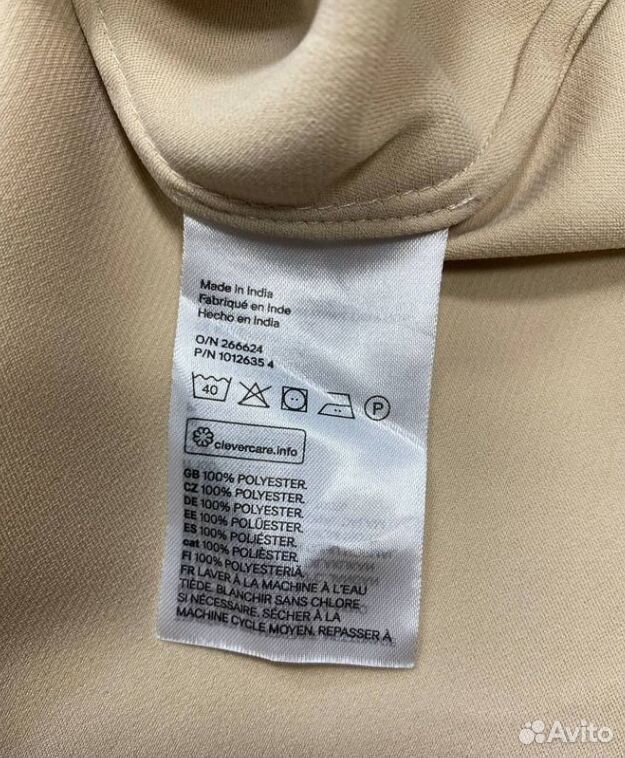 Made in India
Fabriqué en Inde
Hecho en India
O/N 266624
P/N 1012635 4
40
P
clevercare.info
GB 100% POLYESTER.
CZ 100% POLYESTER.
DE 100% POLYESTER.
EE 100% POLÜESTER.
ES 100% POLIÉSTER.
cat 100% POLIÈSTER.
FI 100% POLYESTERIÄ.
FR LAVER À LA MACHINE À L'EAU
TIÈDE. BLANCHIR SANS CHLORE
SI NÉCESSAIRE. SÉCHER À LA
MACHINE CYCLE MOYEN. REPASSER À
Avito